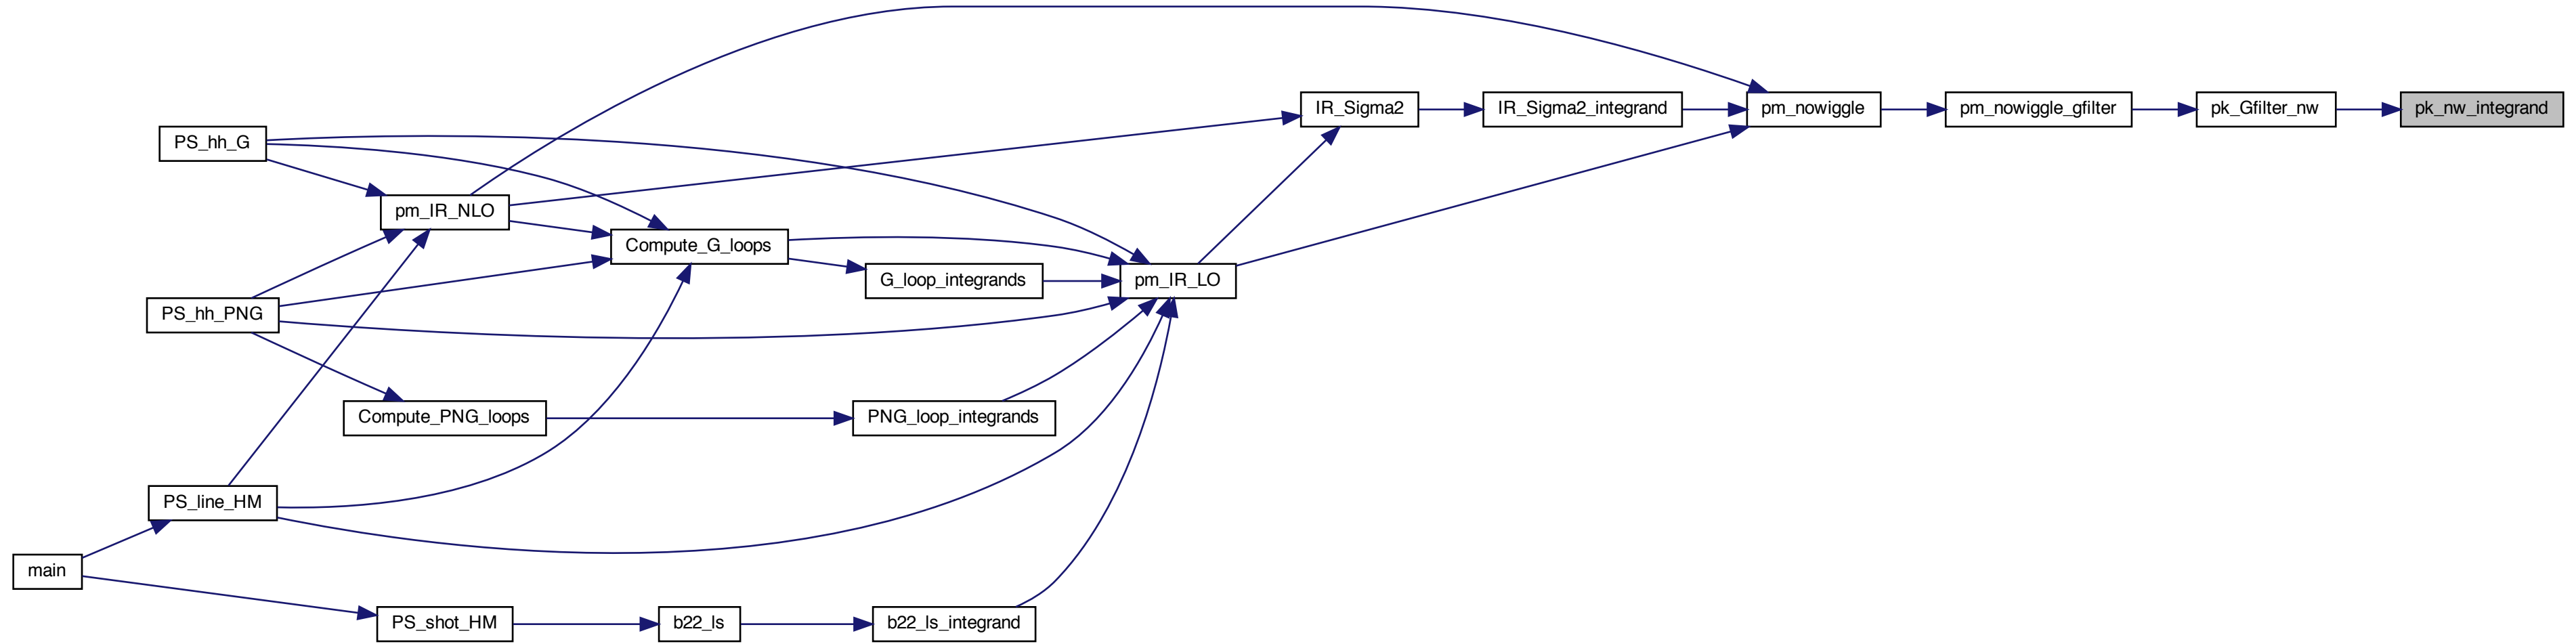 IR_Sigma2
IR_Sigma2_integrand
pm_nowiggle
pm_nowiggle_gfilter
pk_Gfilter_nw
pk_nw_integrand
PS_hh_G
pm_IR_NLO
Compute_G_loops
G_loop_integrands
pm_IR_LO
PS_hh_PNG
Compute_PNG_loops
PNG_loop_integrands
PS_line_HM
main
PS_shot_HM
b22_ls
b22_ls_integrand